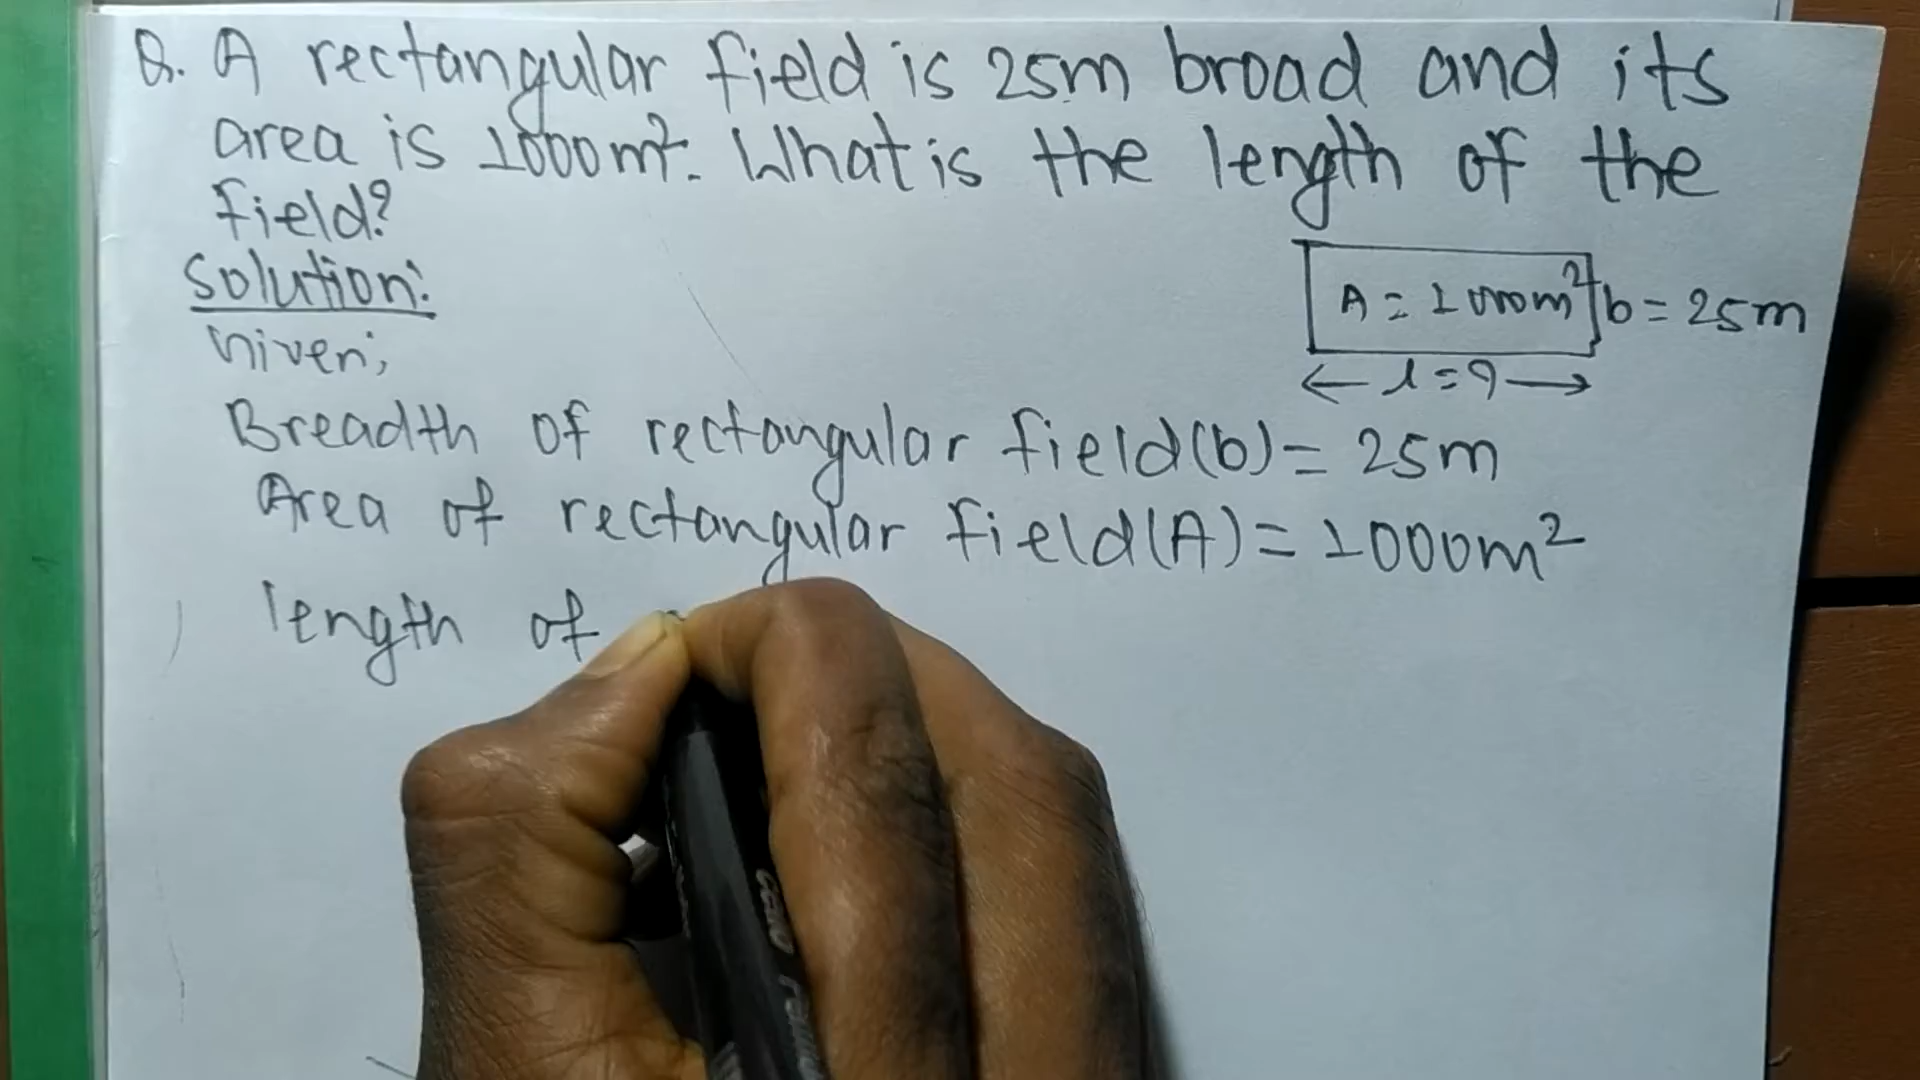 Q. A rectangular field is 25m broad and its
area is 1000m². What is the length of the
field?
Solution:
Given;
A = 1000m² b = 25m
l = ?
Breadth of rectangular field(b) = 25m
Area of rectangular field(A) = 1000m²
length of